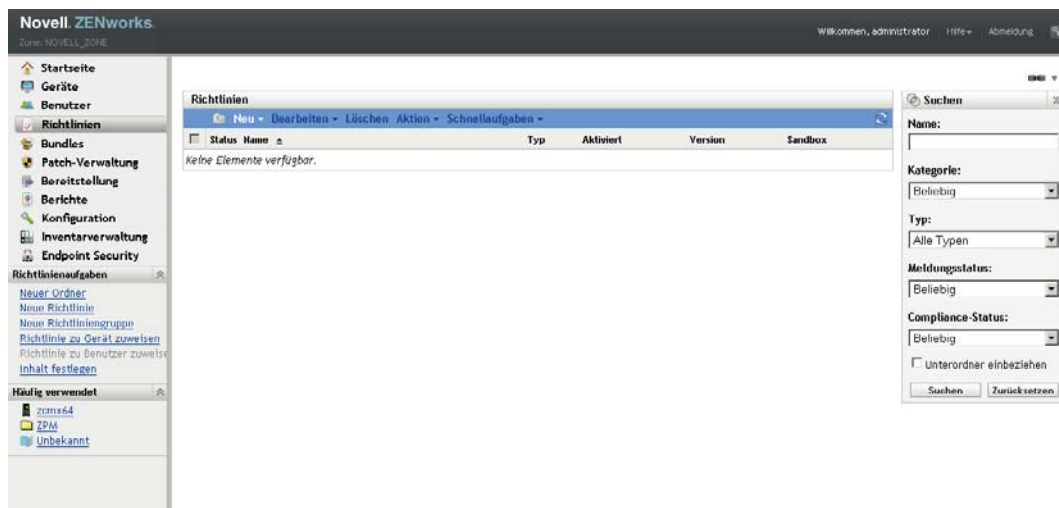 Novell ZENworks.
Zone: NOVELL_ZONE
Willkommen, administrator Hilfe Abmeldung
Startseite
Geräte
Benutzer
Richtlinien
Bundles
Patch-Verwaltung
Bereitstellung
Berichte
Konfiguration
Inventarverwaltung
Endpoint Security
Richtlinienaufgaben
Neuer Ordner
Neue Richtlinie
Neue Richtliniengruppe
Richtlinie zu Gerät zuweisen
Richtlinie zu Benutzer zuweise
Inhalt festlegen
Häufig verwendet
zcmx64
ZPM
Unbekannt
Richtlinien
Neu Bearbeiten Löschen Aktion Schnellaufgaben
Status Name Typ Aktiviert Version Sandbox
Keine Elemente verfügbar.
Suchen
Name:
Kategorie:
Beliebig
Typ:
Alle Typen
Meldungsstatus:
Beliebig
Compliance-Status:
Beliebig
Unterordner einbeziehen
Suchen Zurücksetzen